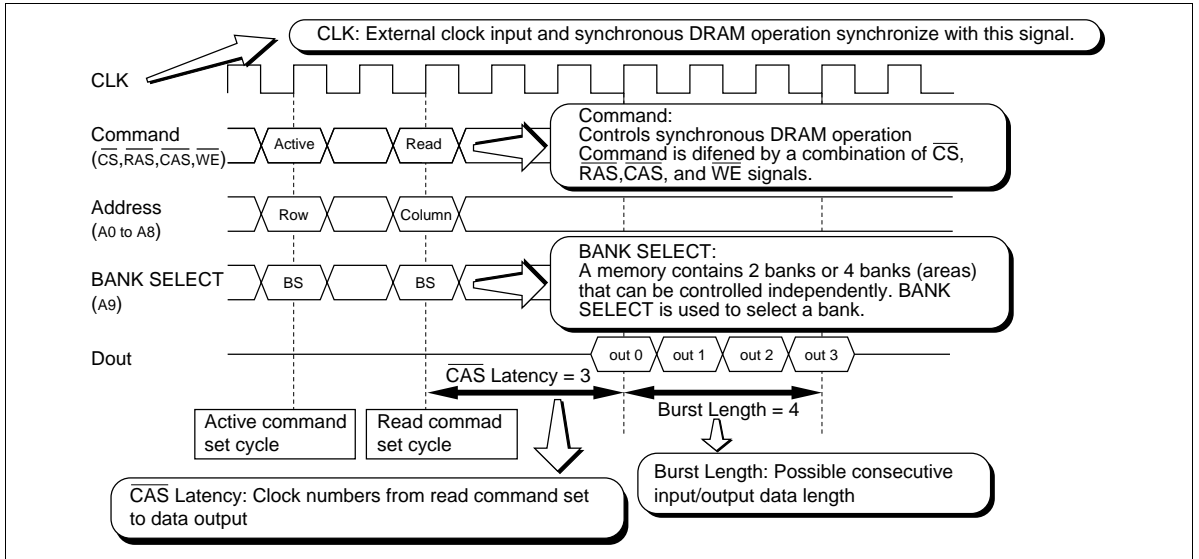 CLK: External clock input and synchronous DRAM operation synchronize with this signal.
CLK
Command
(CS,RAS,CAS,WE)
Active
Read
Command:
Controls synchronous DRAM operation
Command is difened by a combination of CS,
RAS,CAS, and WE signals.
Address
(A0 to A8)
Row
Column
BANK SELECT
(A9)
BS
BS
BANK SELECT:
A memory contains 2 banks or 4 banks (areas)
that can be controlled independently. BANK
SELECT is used to select a bank.
Dout
out 0
out 1
out 2
out 3
CAS Latency = 3
Burst Length = 4
Active command
set cycle
Read commad
set cycle
CAS Latency: Clock numbers from read command set
to data output
Burst Length: Possible consecutive
input/output data length